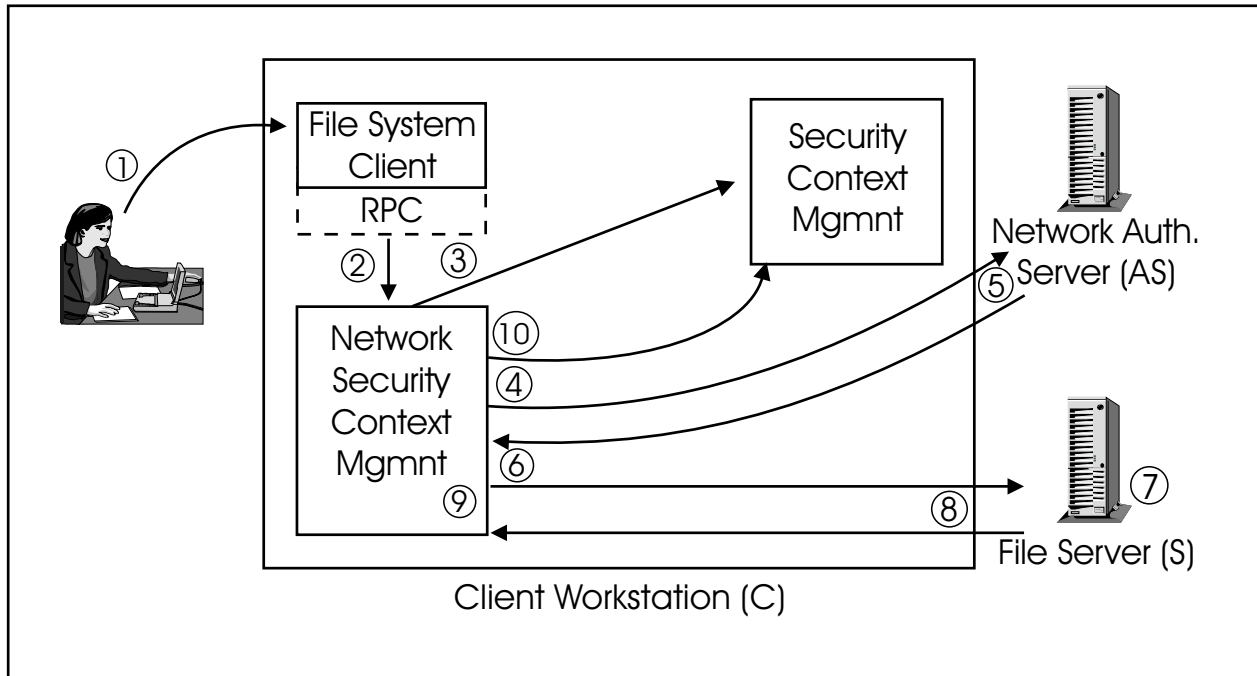 ①
File System
Client
RPC
②
③
Security
Context
Mgmnt
Network Auth.
Server (AS)
⑤
Network
Security
Context
Mgmnt
⑩
④
⑥
⑨
⑧
⑦
File Server (S)
Client Workstation (C)